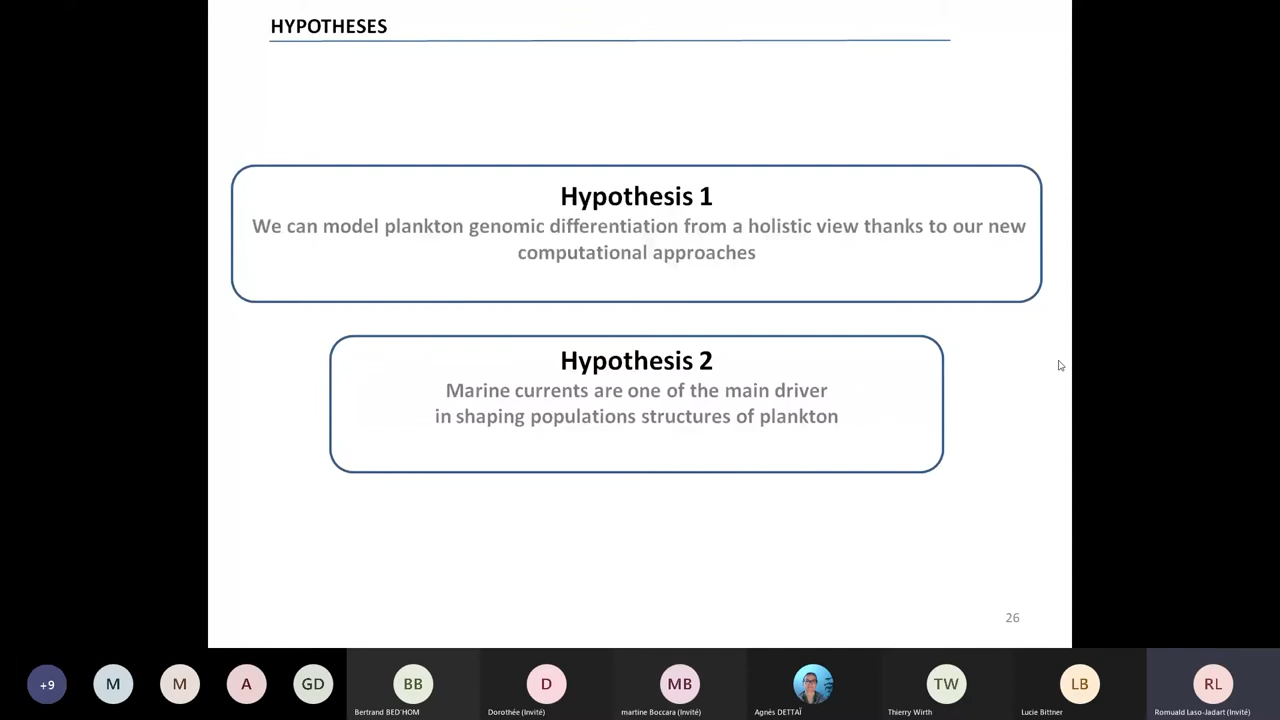 HYPOTHESES
Hypothesis 1
We can model plankton genomic differentiation from a holistic view thanks to our new
computational approaches
Hypothesis 2
Marine currents are one of the main driver
in shaping populations structures of plankton
26
+9
M
M
A
GD
BB
Bertrand BED'HOM
D
Dorothée (Invité)
MB
martine Boccara (Invité)
Agnès DETTAÏ
TW
Thierry Wirth
LB
Lucie Bittner
RL
Romuald Laso-Jadart (Invité)